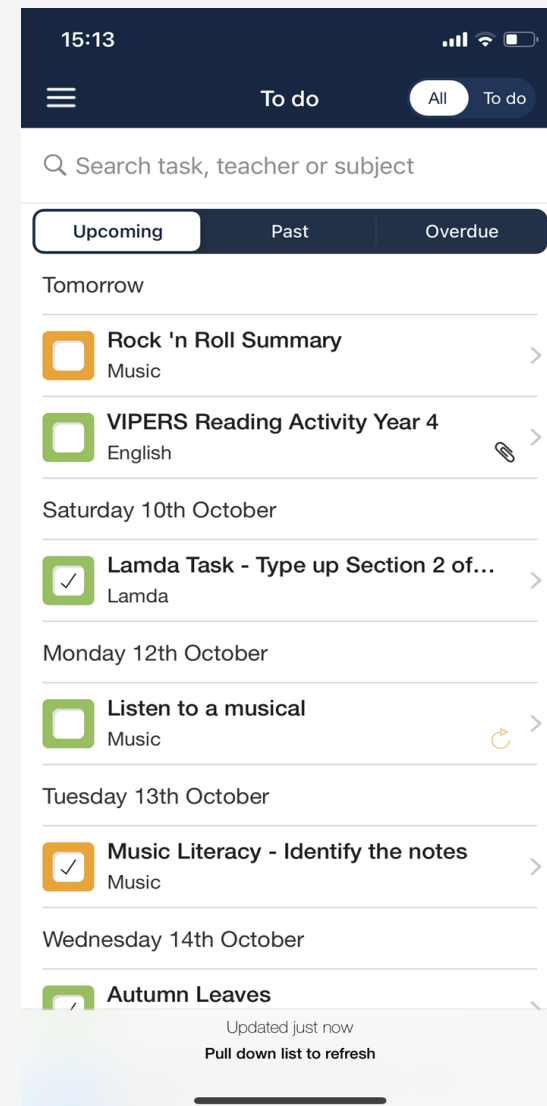 15:13
To do
All
To do
Search task, teacher or subject
Upcoming
Past
Overdue
Tomorrow
Rock 'n Roll Summary
Music
VIPERS Reading Activity Year 4
English
Saturday 10th October
Lamda Task - Type up Section 2 of...
Lamda
Monday 12th October
Listen to a musical
Music
Tuesday 13th October
Music Literacy - Identify the notes
Music
Wednesday 14th October
Autumn Leaves
Updated just now
Pull down list to refresh